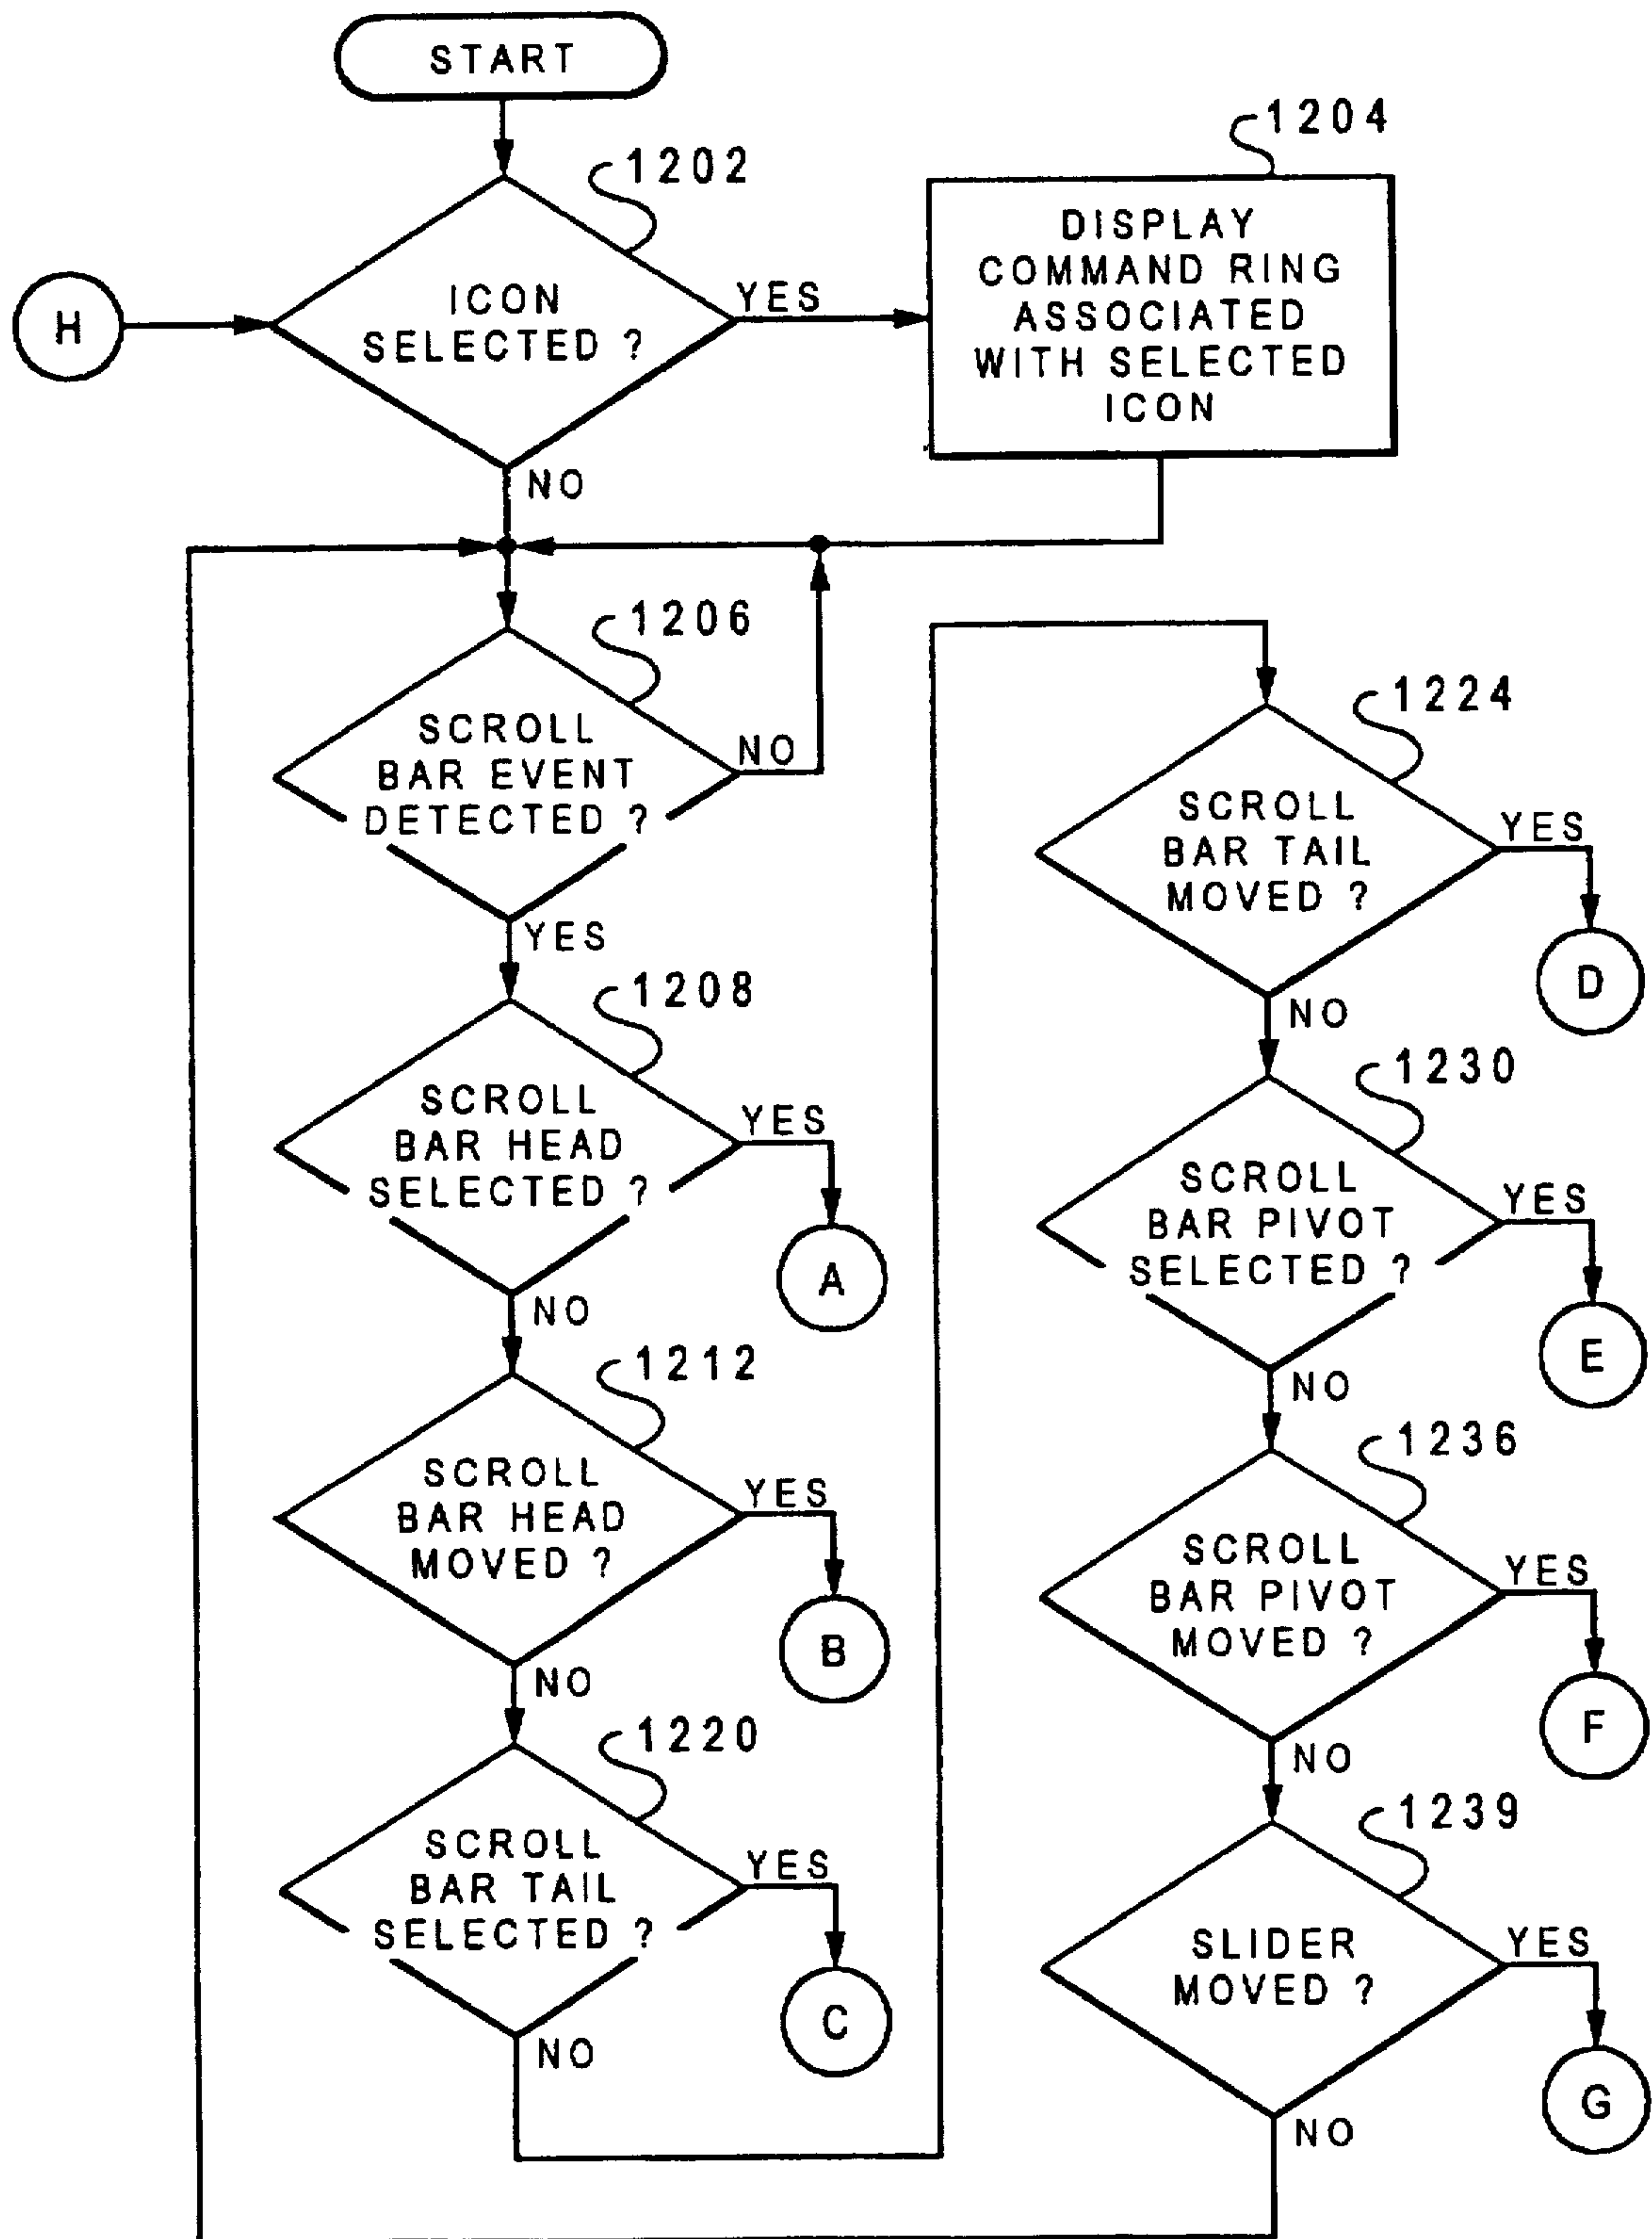 START
1202
1204
H
ICON
SELECTED ?
YES
DISPLAY
COMMAND RING
ASSOCIATED
WITH SELECTED
ICON
NO
1206
SCROLL
BAR EVENT
DETECTED ?
NO
YES
1208
SCROLL
BAR HEAD
SELECTED ?
YES
A
NO
1212
SCROLL
BAR HEAD
MOVED ?
YES
B
NO
1220
SCROLL
BAR TAIL
SELECTED ?
YES
C
NO
1224
SCROLL
BAR TAIL
MOVED ?
YES
D
NO
1230
SCROLL
BAR PIVOT
SELECTED ?
YES
E
NO
1236
SCROLL
BAR PIVOT
MOVED ?
YES
F
NO
1239
SLIDER
MOVED ?
YES
G
NO